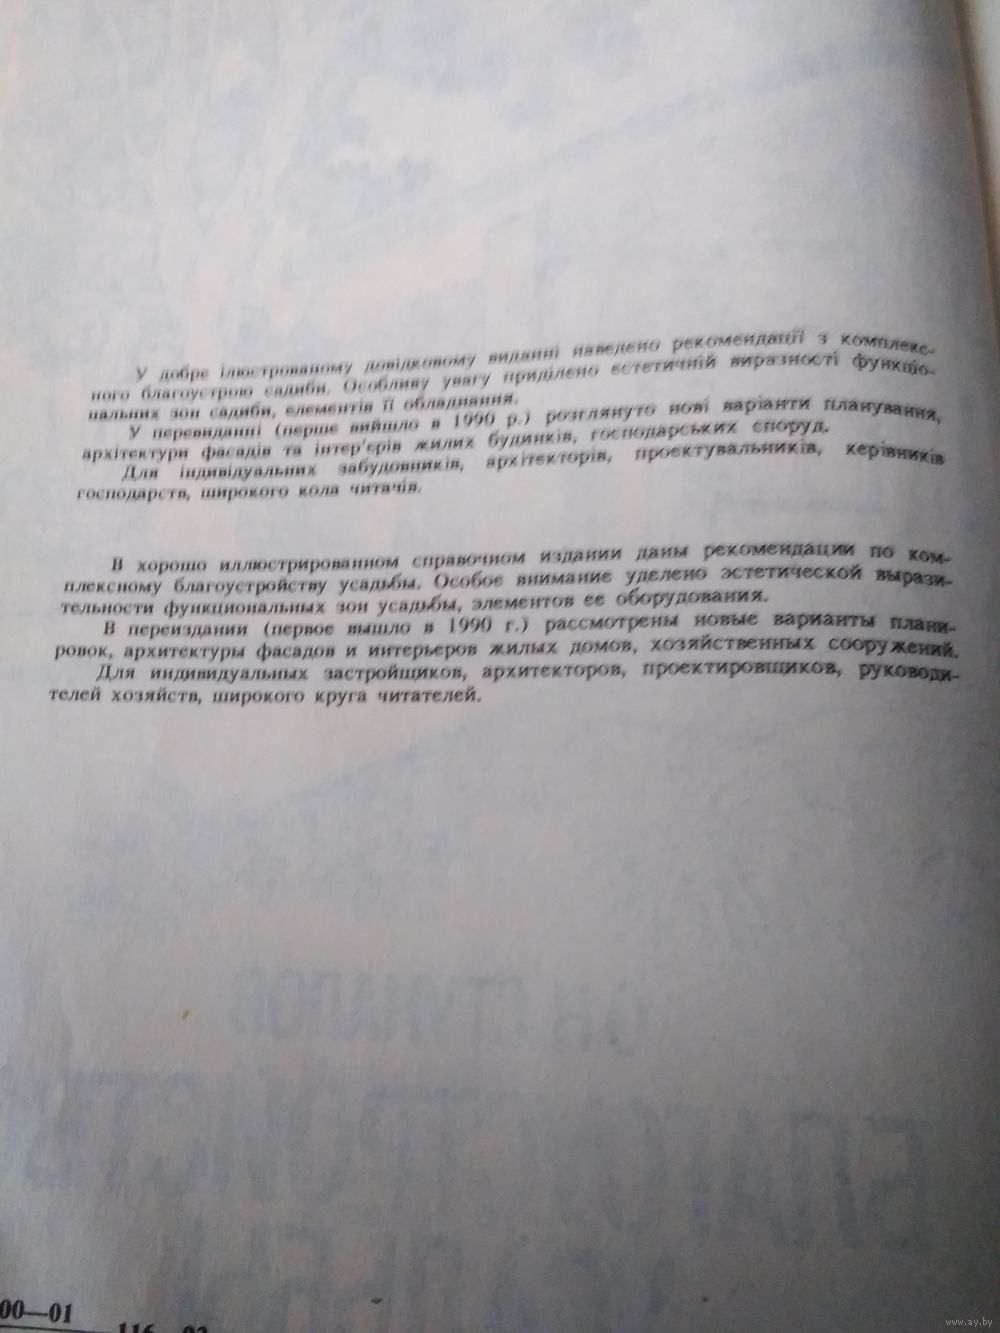 У добре ілюстрованому довідковому виданні наведено рекомендації з комплекс-
ного благоустрою садиби. Особливу увагу приділено естетичній виразності функціо-
нальних зон садиби, елементів її обладнання.
У перевиданні (перше вийшло в 1990 р.) розглянуто нові варіанти планування,
архітектури фасадів та інтер'єрів жилих будинків, господарських споруд.
Для індивідуальних забудовників, архітекторів, проектувальників, керівників
господарств, широкого кола читачів.
В хорошо иллюстрированном справочном издании даны рекомендации по ком-
плексному благоустройству усадьбы. Особое внимание уделено эстетической вырази-
тельности функциональных зон усадьбы, элементов ее оборудования.
В переиздании (первое вышло в 1990 г.) рассмотрены новые варианты плани-
ровок, архитектуры фасадов и интерьеров жилых домов, хозяйственных сооружений.
Для индивидуальных застройщиков, архитекторов, проектировщиков, руководи-
телей хозяйств, широкого круга читателей.
00—01
www.ay.by